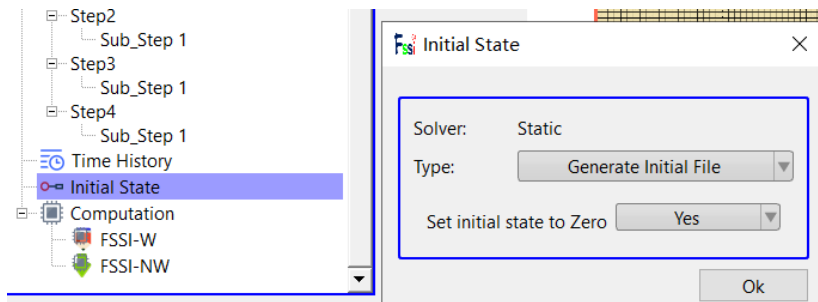 Step2
Sub_Step 1
Step3
Sub_Step 1
Step4
Sub_Step 1
Time History
Initial State
Computation
FSSI-W
FSSI-NW
Fssi Initial State
Solver: Static
Type: Generate Initial File
Set initial state to Zero Yes
Ok